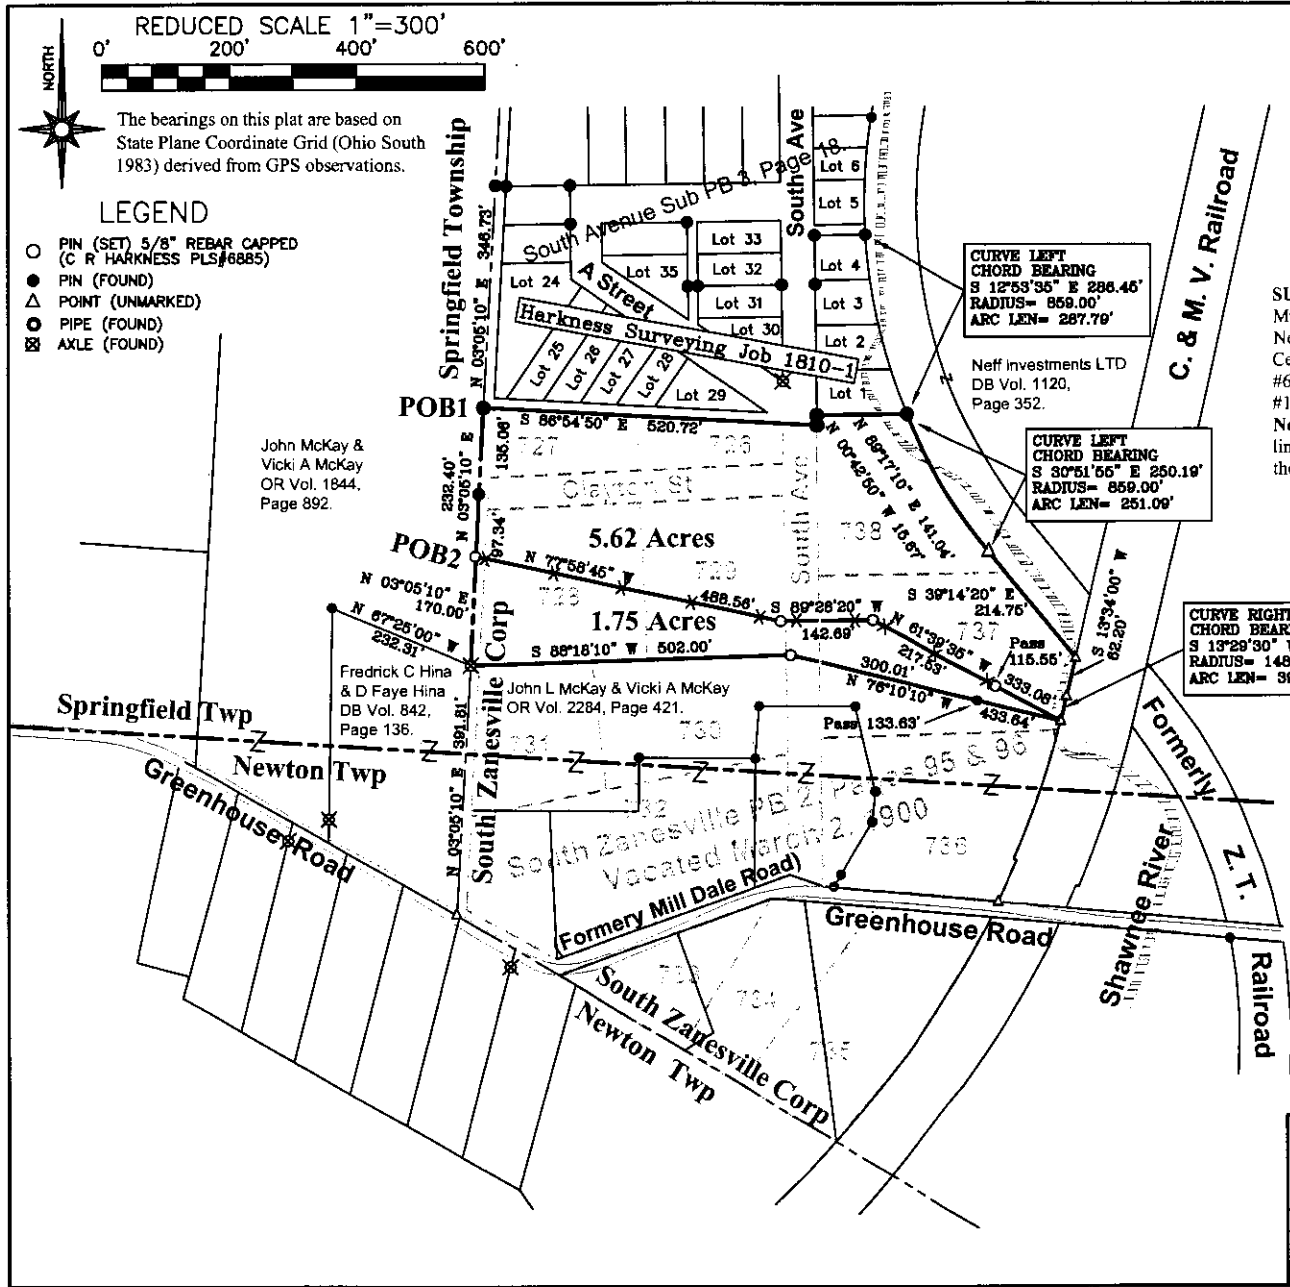 REDUCED SCALE 1"=300'
0' 200' 400' 600'
NORTH
The bearings on this plat are based on
State Plane Coordinate Grid (Ohio South
1983) derived from GPS observations.
LEGEND
PIN (SET) 5/8" REBAR CAPPED
(C R HARKNESS PLS#6885)
PIN (FOUND)
POINT (UNMARKED)
PIPE (FOUND)
AXLE (FOUND)
Springfield Township
N 03°05'10" E 346.73'
South Avenue Sub PB 3, Page 18.
South Ave
Lot 6
Lot 5
Lot 4
Lot 3
Lot 2
Lot 1
Lot 33
Lot 32
Lot 31
Lot 30
Lot 35
Lot 24
A Street
Harkness Surveying Job 1810-1
Lot 25
Lot 26
Lot 27
Lot 28
Lot 29
CURVE LEFT
CHORD BEARING
S 12°53'35" E 286.45'
RADIUS= 859.00'
ARC LEN= 287.79'
C. & M. V. Railroad
Neff Investments LTD
DB Vol. 1120,
Page 352.
CURVE LEFT
CHORD BEARING
S 30°51'55" E 250.19'
RADIUS= 859.00'
ARC LEN= 251.09'
POB1
S 86°54'50" E 520.72'
N 89°17'10" E 141.04'
N 00°42'50" W 15.87'
John McKay &
Vicki A McKay
OR Vol. 1844,
Page 892.
N 03°05'10" E
232.40'
135.06'
97.34'
727
726
Clayton St
South Ave
738
5.62 Acres
POB2
N 77°58'45" W
488.56'
728
729
S 89°28'20" W
142.69'
S 39°14'20" E
214.75'
737
N 61°39'35" W
217.53'
Pass
115.55'
333.08'
S 13°34'00" W
62.20'
N 03°05'10" E
170.00'
N 67°25'00" W
232.31'
1.75 Acres
S 88°18'10" W 502.00'
300.01'
N 76°10'10" W
433.64'
Pass 133.63'
CURVE RIGHT
S 13°29'30"
Fredrick C Hina
& D Faye Hina
DB Vol. 842,
Page 136.
John L McKay & Vicki A McKay
OR Vol. 2284, Page 421.
South Zanesville Corp
N 03°05'10" E 391.81'
Springfield Twp
Newton Twp
Greenhouse Road
731
730
732
South Zanesville PB 2, Pages 95 & 96
Vacated March 2, 1900
736
(Formery Mill Dale Road)
Greenhouse Road
733
734
735
South Zanesville Corp
Newton Twp
Shawnee River
Formerly
Z. T.
Railroad